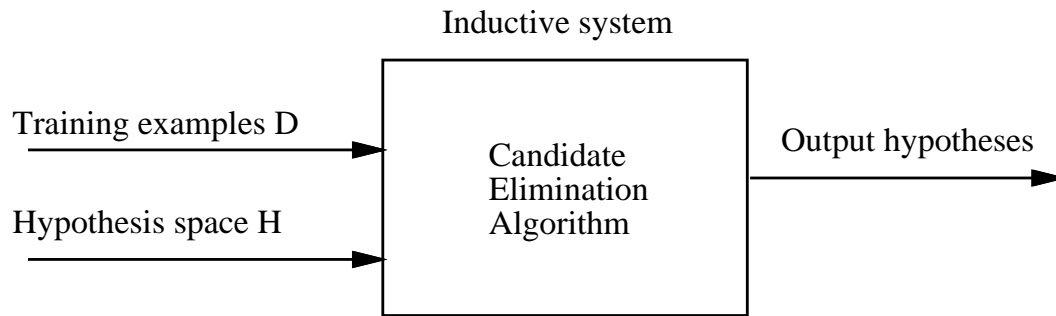 Inductive system
Training examples D
Hypothesis space H
Candidate
Elimination
Algorithm
Output hypotheses